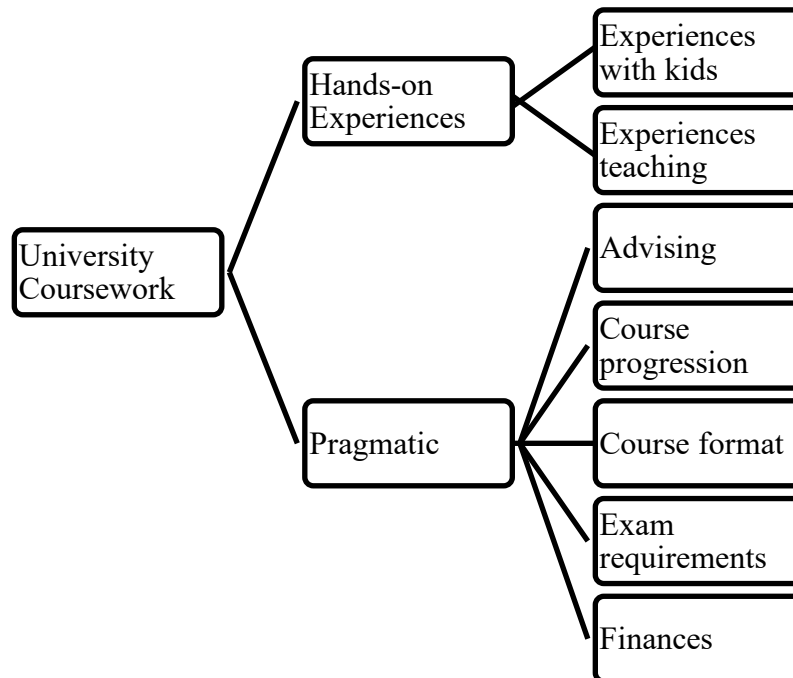 University
Coursework
Hands-on
Experiences
Experiences
with kids
Experiences
teaching
Pragmatic
Advising
Course
progression
Course format
Exam
requirements
Finances